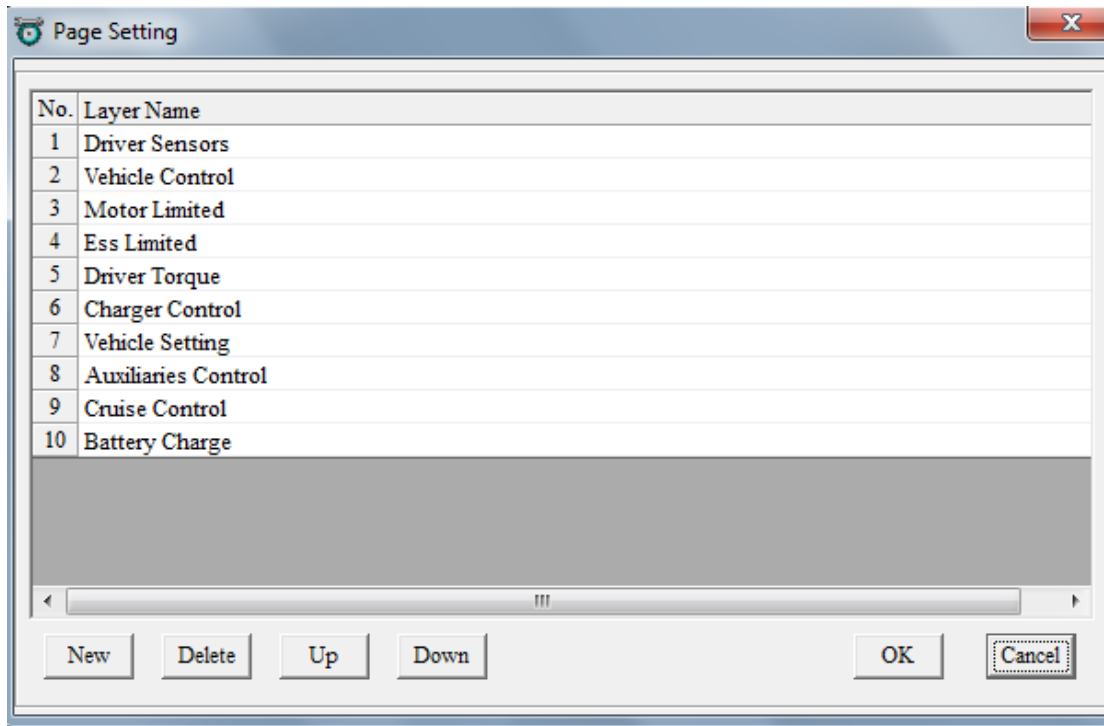 Page Setting
No. Layer Name
1 Driver Sensors
2 Vehicle Control
3 Motor Limited
4 Ess Limited
5 Driver Torque
6 Charger Control
7 Vehicle Setting
8 Auxiliaries Control
9 Cruise Control
10 Battery Charge
New Delete Up Down OK Cancel